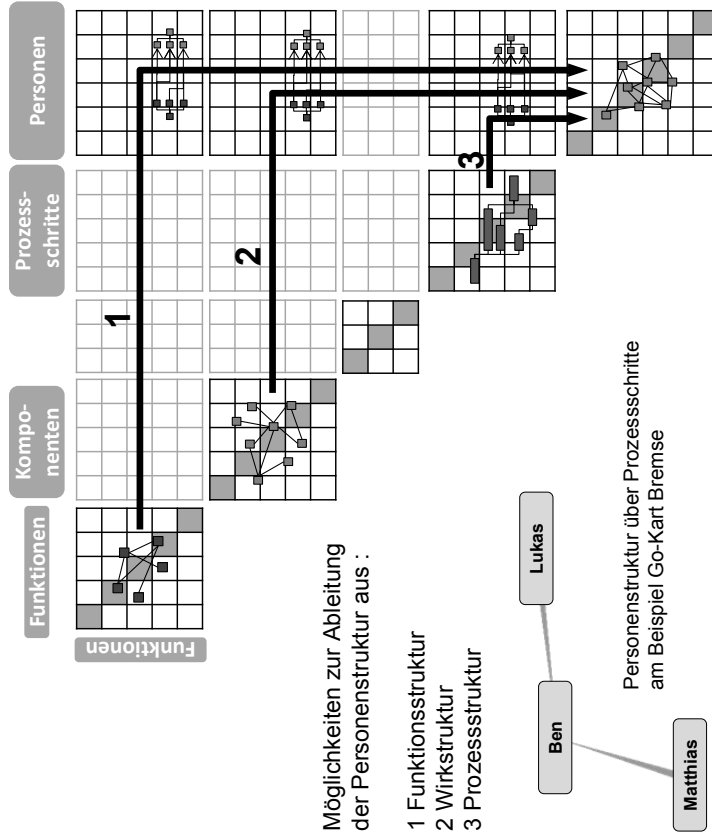 Funktionen
Kompo-
nenten
Prozess-
schritte
Personen
Funktionen
1
2
3
Möglichkeiten zur Ableitung
der Personenstruktur aus :
1 Funktionsstruktur
2 Wirkstruktur
3 Prozessstruktur
Lukas
Ben
Matthias
Personenstruktur über Prozessschritte
am Beispiel Go-Kart Bremse